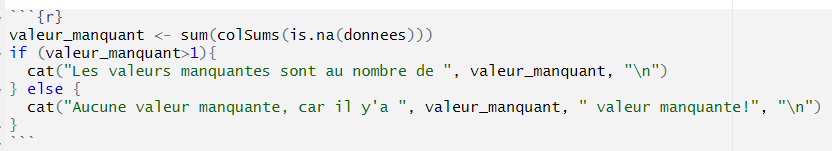 ```{r}
valeur_manquant <- sum(colSums(is.na(donnees)))
if (valeur_manquant>1){
  cat("Les valeurs manquantes sont au nombre de ", valeur_manquant, "\n")
} else {
  cat("Aucune valeur manquante, car il y'a ", valeur_manquant, " valeur manquante!", "\n")
}
```